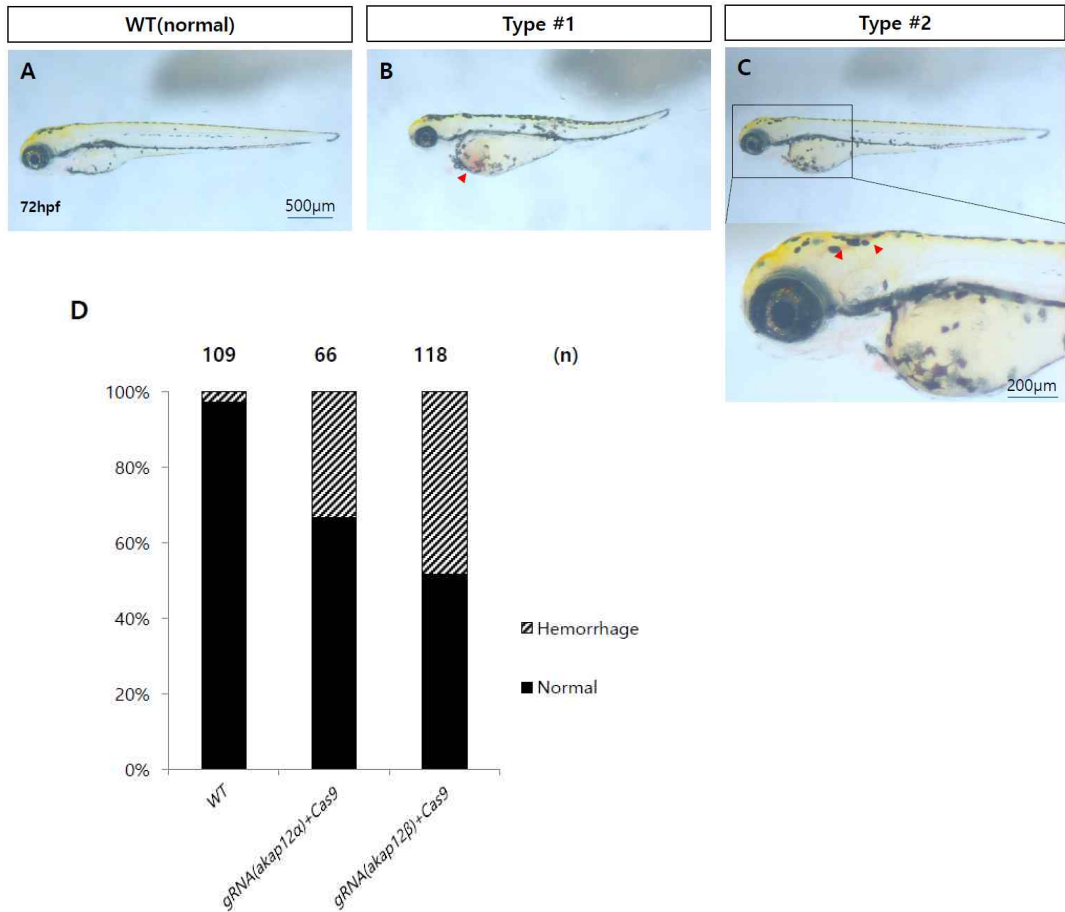 WT(normal)
Type #1
Type #2
A
B
C
72hpf
500μm
200μm
D
109
66
118
(n)
100%
80%
60%
40%
20%
0%
Hemorrhage
Normal
WT
gRNA(akap12α)+Cas9
gRNA(akap12β)+Cas9